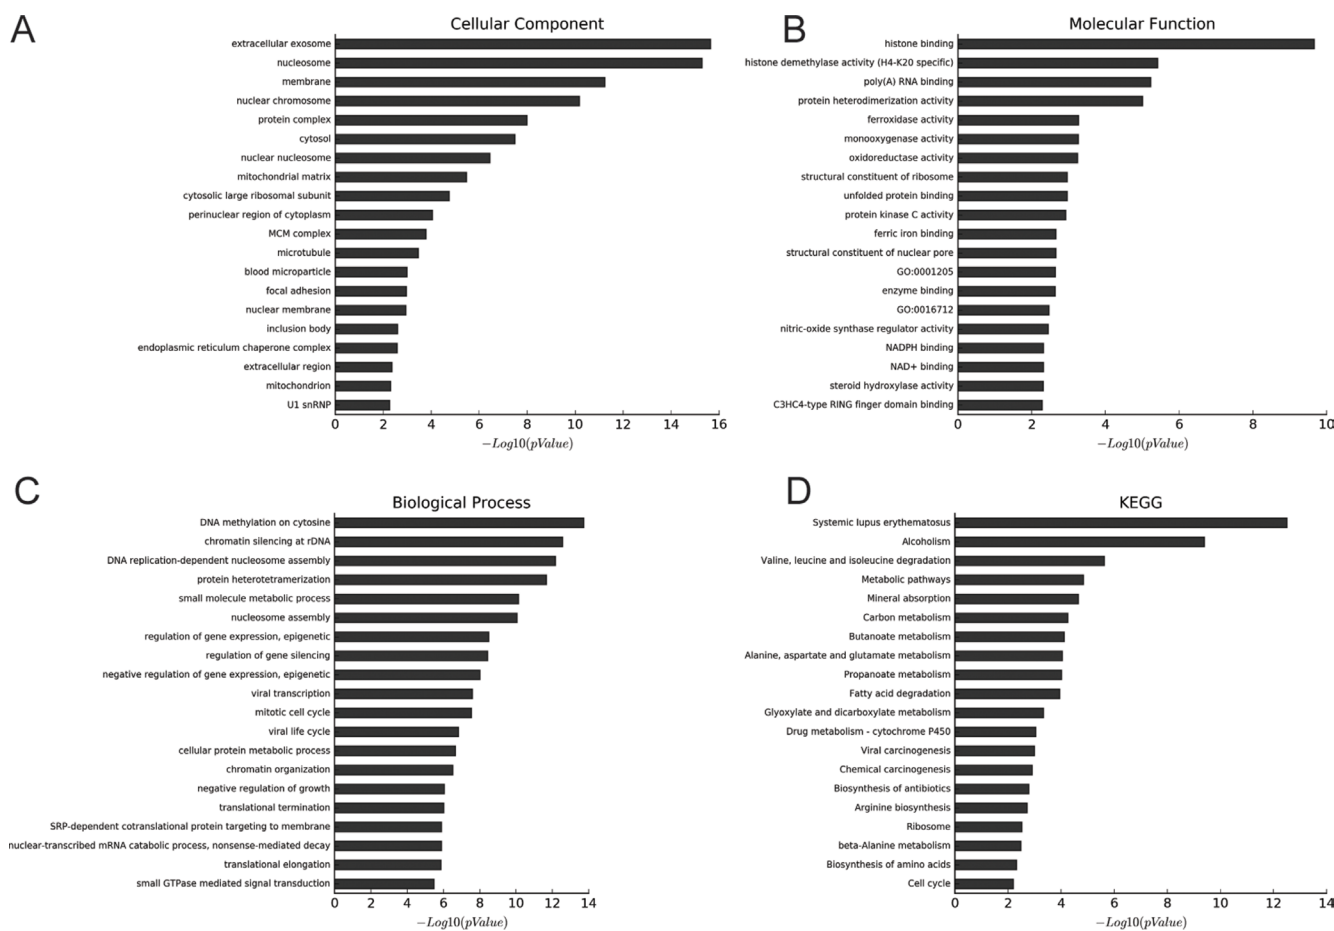 A
Cellular Component
extracellular exosome
nucleosome
membrane
nuclear chromosome
protein complex
cytosol
nuclear nucleosome
mitochondrial matrix
cytosolic large ribosomal subunit
perinuclear region of cytoplasm
MCM complex
microtubule
blood microparticle
focal adhesion
nuclear membrane
inclusion body
endoplasmic reticulum chaperone complex
extracellular region
mitochondrion
U1 snRNP
0 2 4 6 8 10 12 14 16
−Log10(pValue)
B
Molecular Function
histone binding
histone demethylase activity (H4-K20 specific)
poly(A) RNA binding
protein heterodimerization activity
ferroxidase activity
monooxygenase activity
oxidoreductase activity
structural constituent of ribosome
unfolded protein binding
protein kinase C activity
ferric iron binding
structural constituent of nuclear pore
GO:0001205
enzyme binding
GO:0016712
nitric-oxide synthase regulator activity
NADPH binding
NAD+ binding
steroid hydroxylase activity
C3HC4-type RING finger domain binding
0 2 4 6 8 10
−Log10(pValue)
C
Biological Process
DNA methylation on cytosine
chromatin silencing at rDNA
DNA replication-dependent nucleosome assembly
protein heterotetramerization
small molecule metabolic process
nucleosome assembly
regulation of gene expression, epigenetic
regulation of gene silencing
negative regulation of gene expression, epigenetic
viral transcription
mitotic cell cycle
viral life cycle
cellular protein metabolic process
chromatin organization
negative regulation of growth
translational termination
SRP-dependent cotranslational protein targeting to membrane
nuclear-transcribed mRNA catabolic process, nonsense-mediated decay
translational elongation
small GTPase mediated signal transduction
0 2 4 6 8 10 12 14
−Log10(pValue)
D
KEGG
Systemic lupus erythematosus
Alcoholism
Valine, leucine and isoleucine degradation
Metabolic pathways
Mineral absorption
Carbon metabolism
Butanoate metabolism
Alanine, aspartate and glutamate metabolism
Propanoate metabolism
Fatty acid degradation
Glyoxylate and dicarboxylate metabolism
Drug metabolism - cytochrome P450
Viral carcinogenesis
Chemical carcinogenesis
Biosynthesis of antibiotics
Arginine biosynthesis
Ribosome
beta-Alanine metabolism
Biosynthesis of amino acids
Cell cycle
0 2 4 6 8 10 12 14
−Log10(pValue)